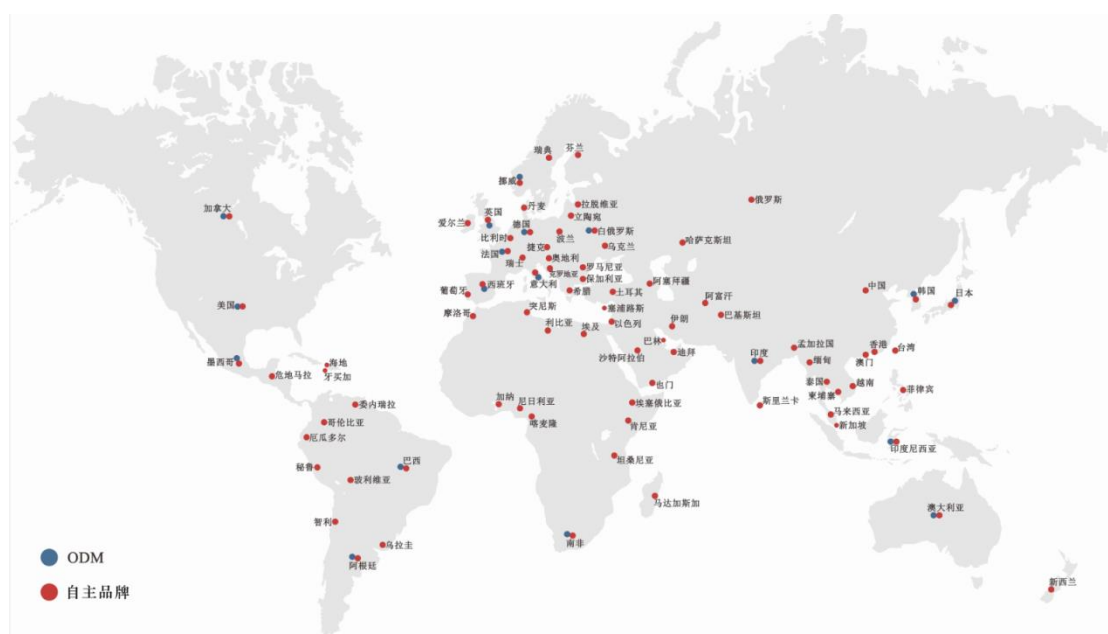 瑞典
芬兰
挪威
丹麦
拉脱维亚
俄罗斯
加拿大
英国
爱尔兰
德国
立陶宛
白俄罗斯
比利时
波兰
乌克兰
哈萨克斯坦
法国
捷克
瑞士
奥地利
克罗地亚
罗马尼亚
保加利亚
阿塞拜疆
葡萄牙
西班牙
意大利
希腊
土耳其
阿富汗
中国
韩国
日本
美国
摩洛哥
突尼斯
塞浦路斯
利比亚
埃及
以色列
伊朗
巴基斯坦
墨西哥
海地
牙买加
危地马拉
巴林
沙特阿拉伯
迪拜
印度
孟加拉国
缅甸
香港
台湾
澳门
也门
泰国
越南
柬埔寨
菲律宾
委内瑞拉
加纳
尼日利亚
喀麦隆
埃塞俄比亚
斯里兰卡
马来西亚
新加坡
哥伦比亚
厄瓜多尔
肯尼亚
印度尼西亚
秘鲁
巴西
玻利维亚
坦桑尼亚
马达加斯加
智利
乌拉圭
阿根廷
南非
澳大利亚
新西兰
ODM
自主品牌